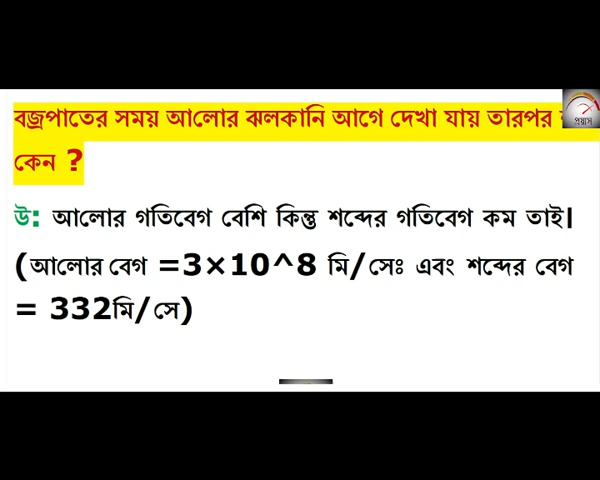 বজ্রপাতের সময় আলোর ঝলকানি আগে দেখা যায় তারপর
কেন ?
উ: আলোর গতিবেগ বেশি কিন্তু শব্দের গতিবেগ কম তাই।
(আলোর বেগ =3×10^8 মি/সেঃ এবং শব্দের বেগ
= 332মি/সে)
প্রয়াস